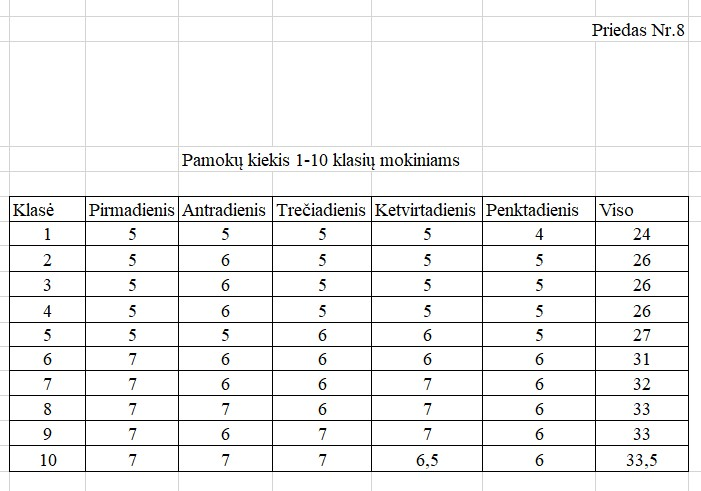 Priedas Nr.8
Pamokų kiekis 1-10 klasių mokiniams
Klasė Pirmadienis Antradienis Trečiadienis Ketvirtadienis Penktadienis Viso
1 5 5 5 5 4 24
2 5 6 5 5 5 26
3 5 6 5 5 5 26
4 5 6 5 5 5 26
5 5 5 6 6 5 27
6 7 6 6 6 6 31
7 7 6 6 7 6 32
8 7 7 6 7 6 33
9 7 6 7 7 6 33
10 7 7 7 6,5 6 33,5